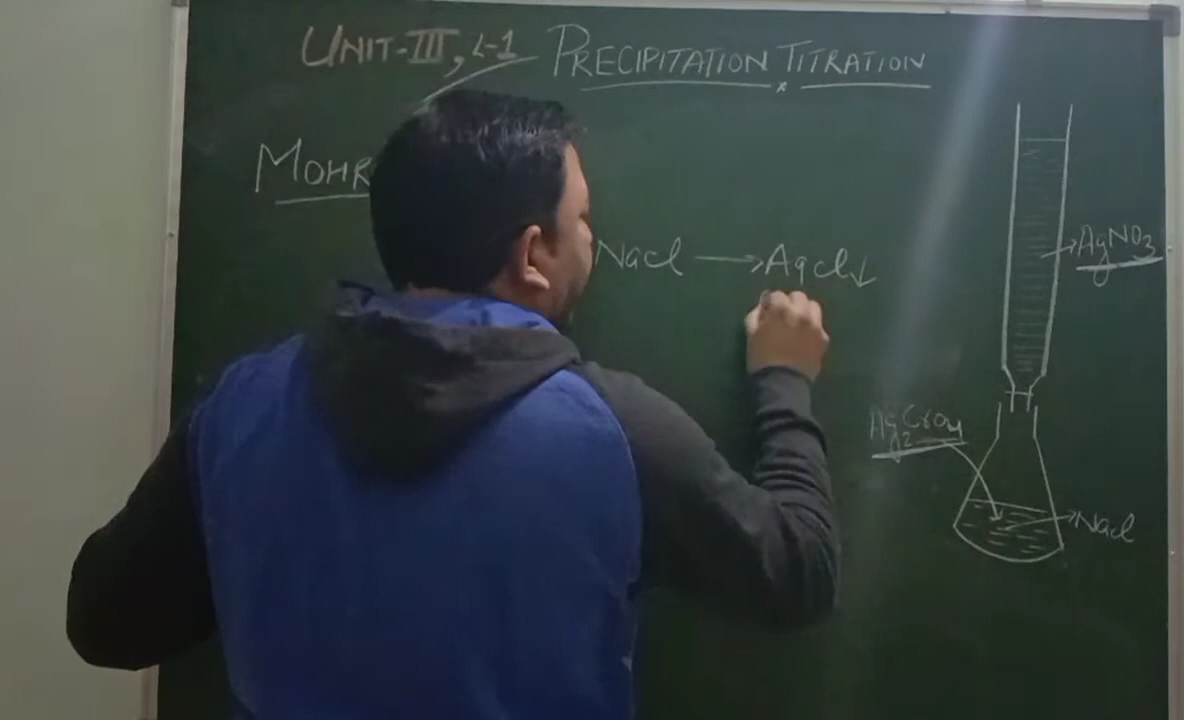 UNIT-III, L-1 PRECIPITATION TITRATION
MOHR
NaCl → AgCl↓
AgNO3
Ag2CrO4
NaCl